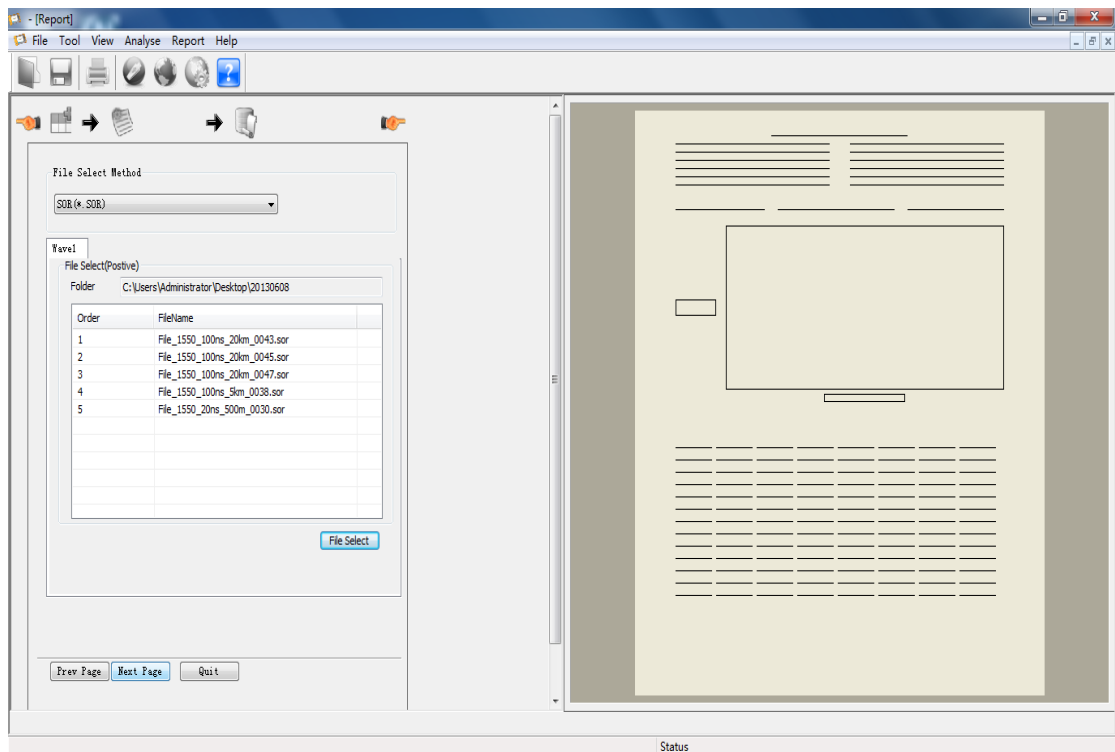 - [Report]
File Tool View Analyse Report Help
?
File Select Method
SOR(*.SOR)
Wave1
File Select(Postive)
Folder C:\Users\Administrator\Desktop\20130608
Order FileName
1 File_1550_100ns_20km_0043.sor
2 File_1550_100ns_20km_0045.sor
3 File_1550_100ns_20km_0047.sor
4 File_1550_100ns_5km_0038.sor
5 File_1550_20ns_500m_0030.sor
File Select
Prev Page Next Page Quit
Status